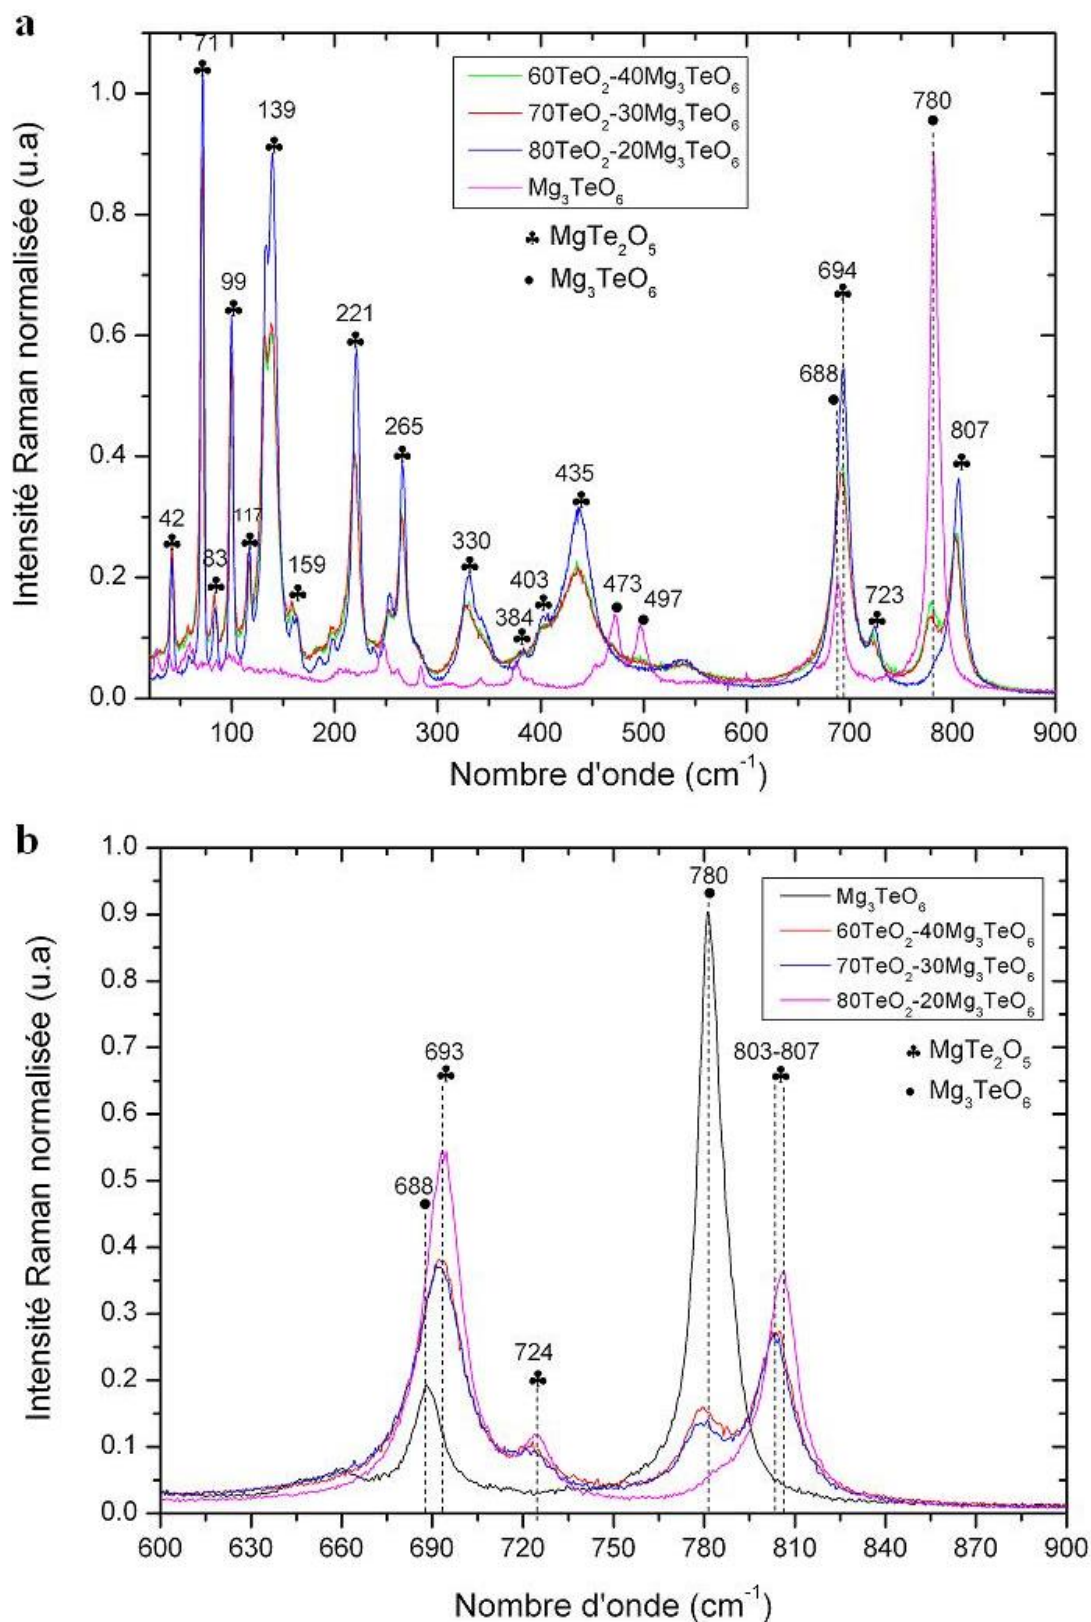 a
71
1.0
60TeO₂-40Mg₃TeO₆
70TeO₂-30Mg₃TeO₆
80TeO₂-20Mg₃TeO₆
Mg₃TeO₆
♣ MgTe₂O₅
● Mg₃TeO₆
139
780
0.8
99
694
0.6
221
688
265
807
0.4
435
42
117
330
83
159
403
384
473
497
723
0.2
0.0
100 200 300 400 500 600 700 800 900
Nombre d'onde (cm⁻¹)
Intensité Raman normalisée (u.a)
b
1.0
780
Mg₃TeO₆
60TeO₂-40Mg₃TeO₆
70TeO₂-30Mg₃TeO₆
80TeO₂-20Mg₃TeO₆
♣ MgTe₂O₅
● Mg₃TeO₆
0.9
0.8
0.7
693
803-807
0.6
0.5
688
0.4
0.3
724
0.2
0.1
0.0
600 630 660 690 720 750 780 810 840 870 900
Nombre d'onde (cm⁻¹)
Intensité Raman normalisée (u.a)